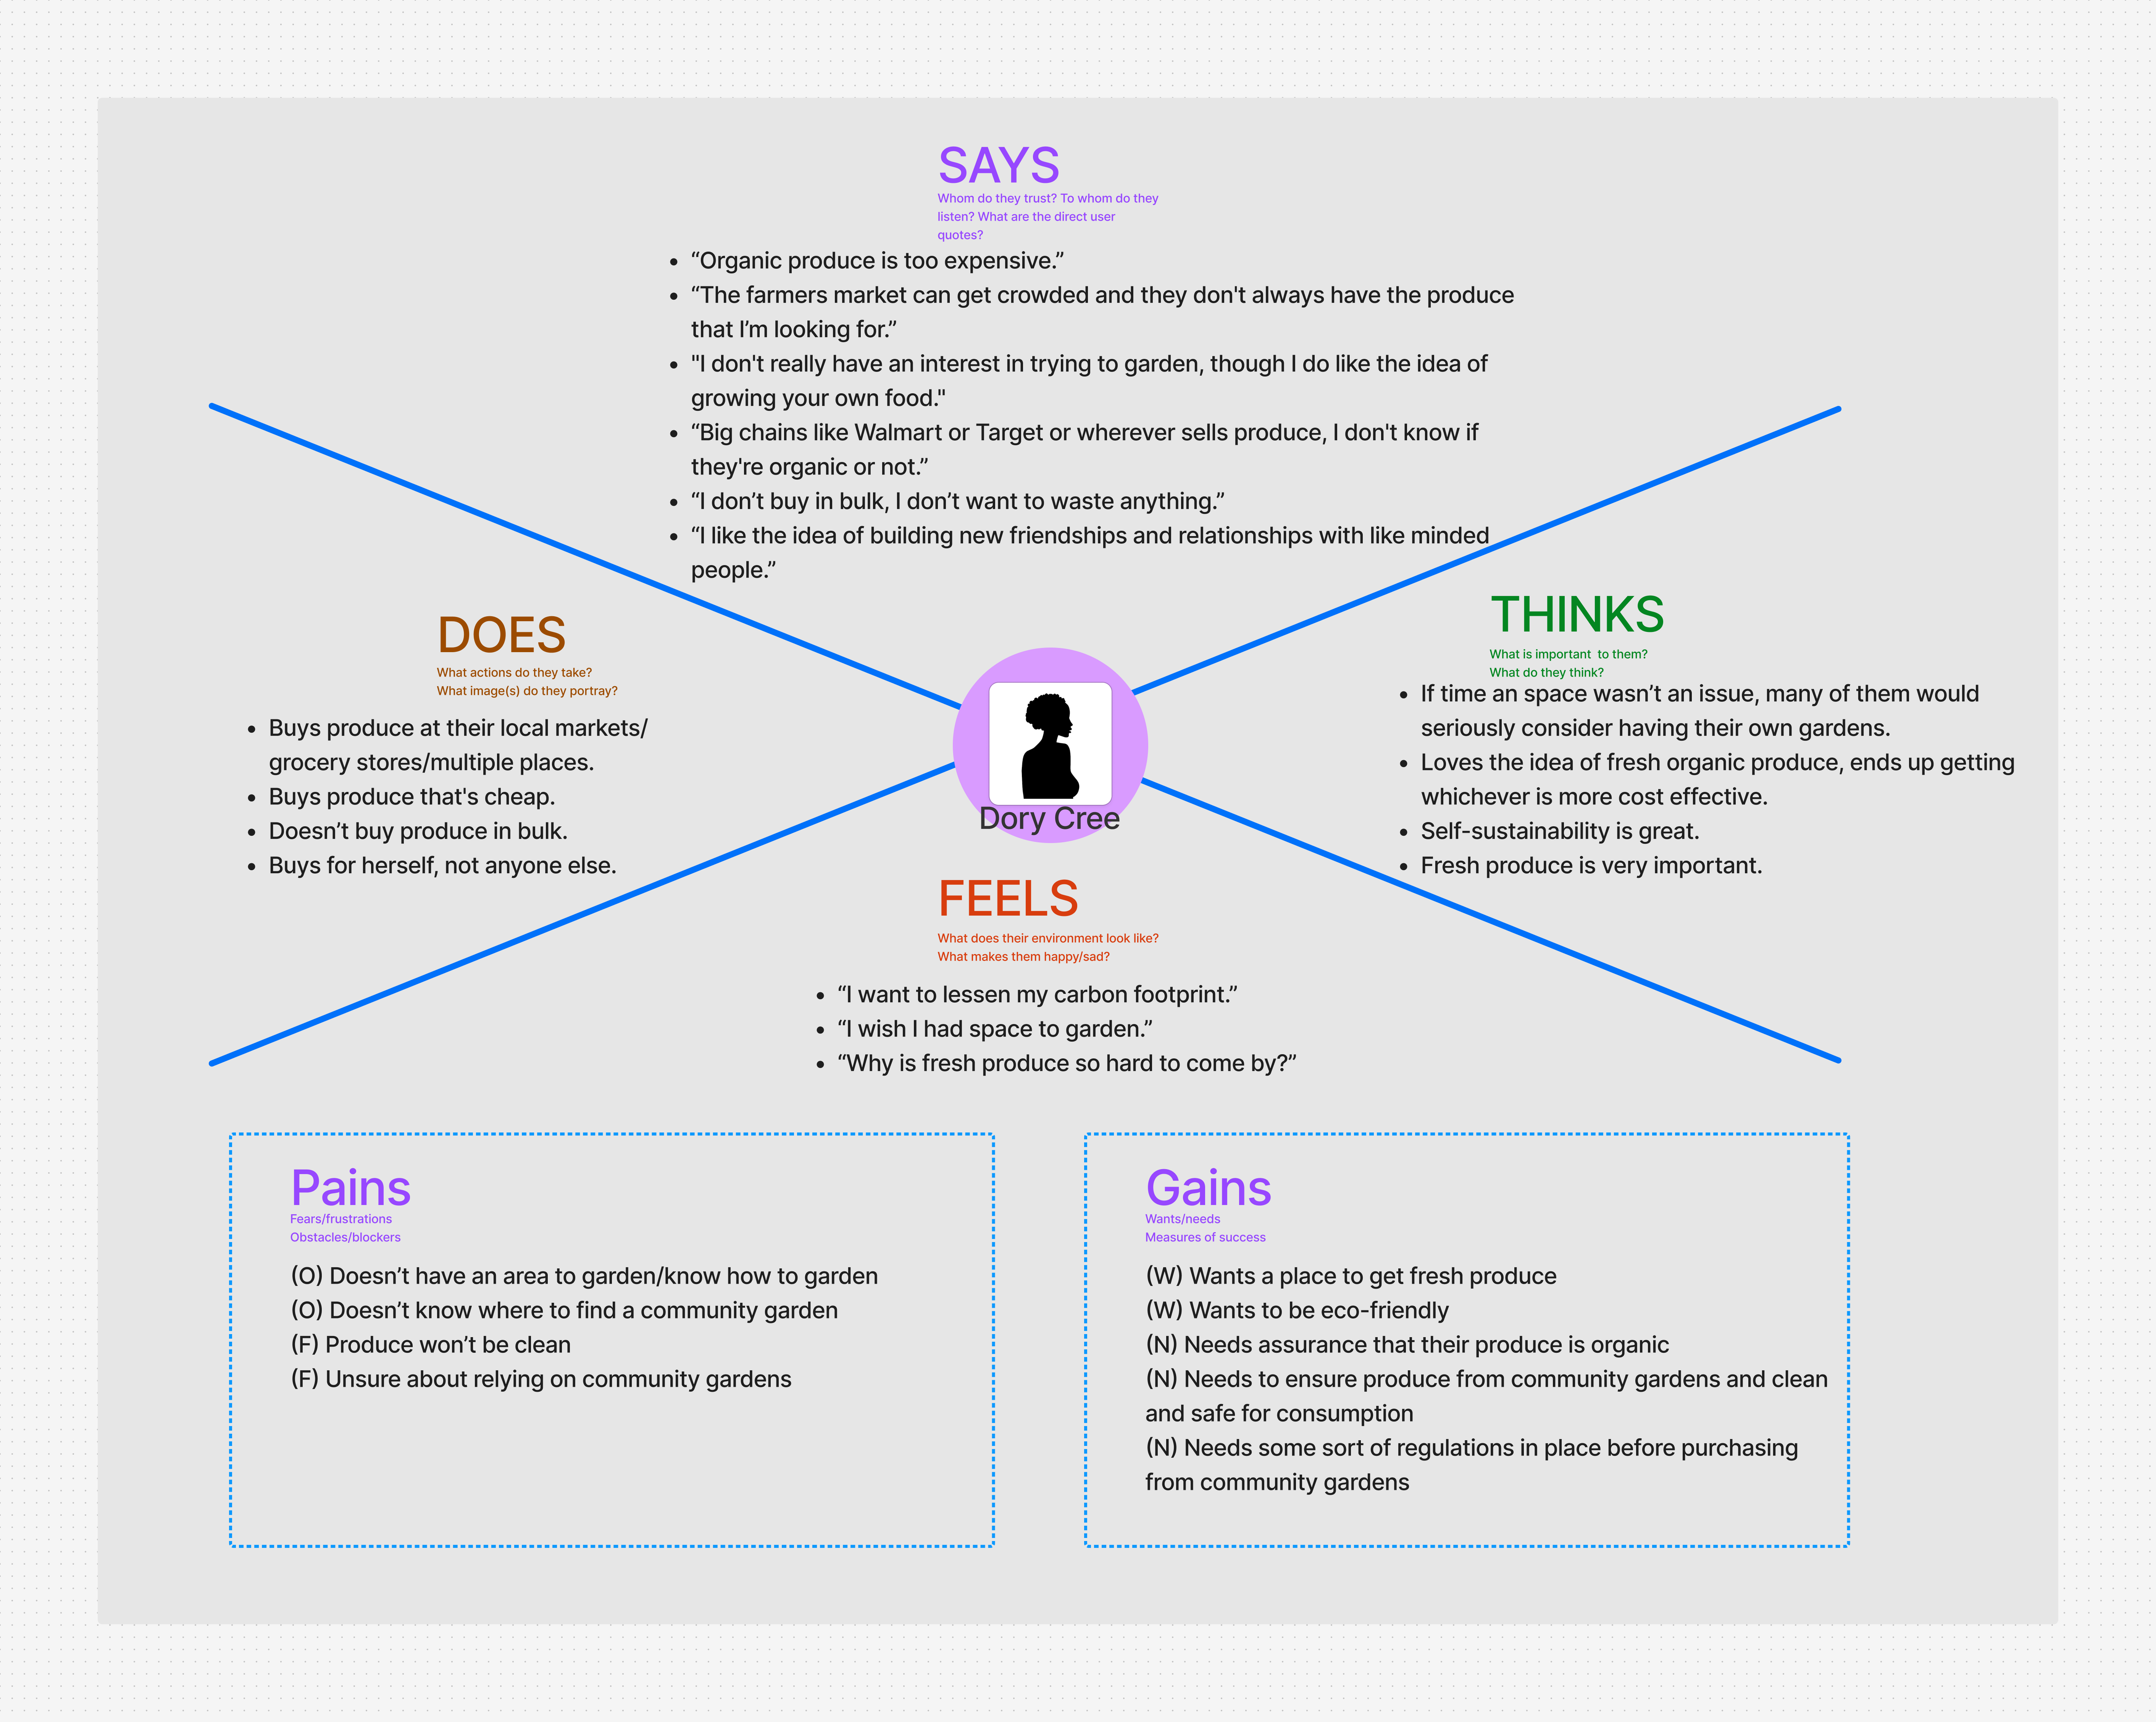 SAYS
Whom do they trust? To whom do they
listen? What are the direct user
quotes?
• “Organic produce is too expensive.”
• “The farmers market can get crowded and they don't always have the produce
that I’m looking for.”
• "I don't really have an interest in trying to garden, though I do like the idea of
growing your own food."
• “Big chains like Walmart or Target or wherever sells produce, I don't know if
they're organic or not.”
• “I don’t buy in bulk, I don’t want to waste anything.”
• “I like the idea of building new friendships and relationships with like minded
people.”
DOES
What actions do they take?
What image(s) do they portray?
• Buys produce at their local markets/
grocery stores/multiple places.
• Buys produce that's cheap.
• Doesn’t buy produce in bulk.
• Buys for herself, not anyone else.
Dory Cree
THINKS
What is important  to them?
What do they think?
• If time an space wasn’t an issue, many of them would
seriously consider having their own gardens.
• Loves the idea of fresh organic produce, ends up getting
whichever is more cost effective.
• Self-sustainability is great.
• Fresh produce is very important.
FEELS
What does their environment look like?
What makes them happy/sad?
• “I want to lessen my carbon footprint.”
• “I wish I had space to garden.”
• “Why is fresh produce so hard to come by?”
Pains
Fears/frustrations
Obstacles/blockers
(O) Doesn’t have an area to garden/know how to garden
(O) Doesn’t know where to find a community garden
(F) Produce won’t be clean
(F) Unsure about relying on community gardens
Gains
Wants/needs
Measures of success
(W) Wants a place to get fresh produce
(W) Wants to be eco-friendly
(N) Needs assurance that their produce is organic
(N) Needs to ensure produce from community gardens and clean
and safe for consumption
(N) Needs some sort of regulations in place before purchasing
from community gardens